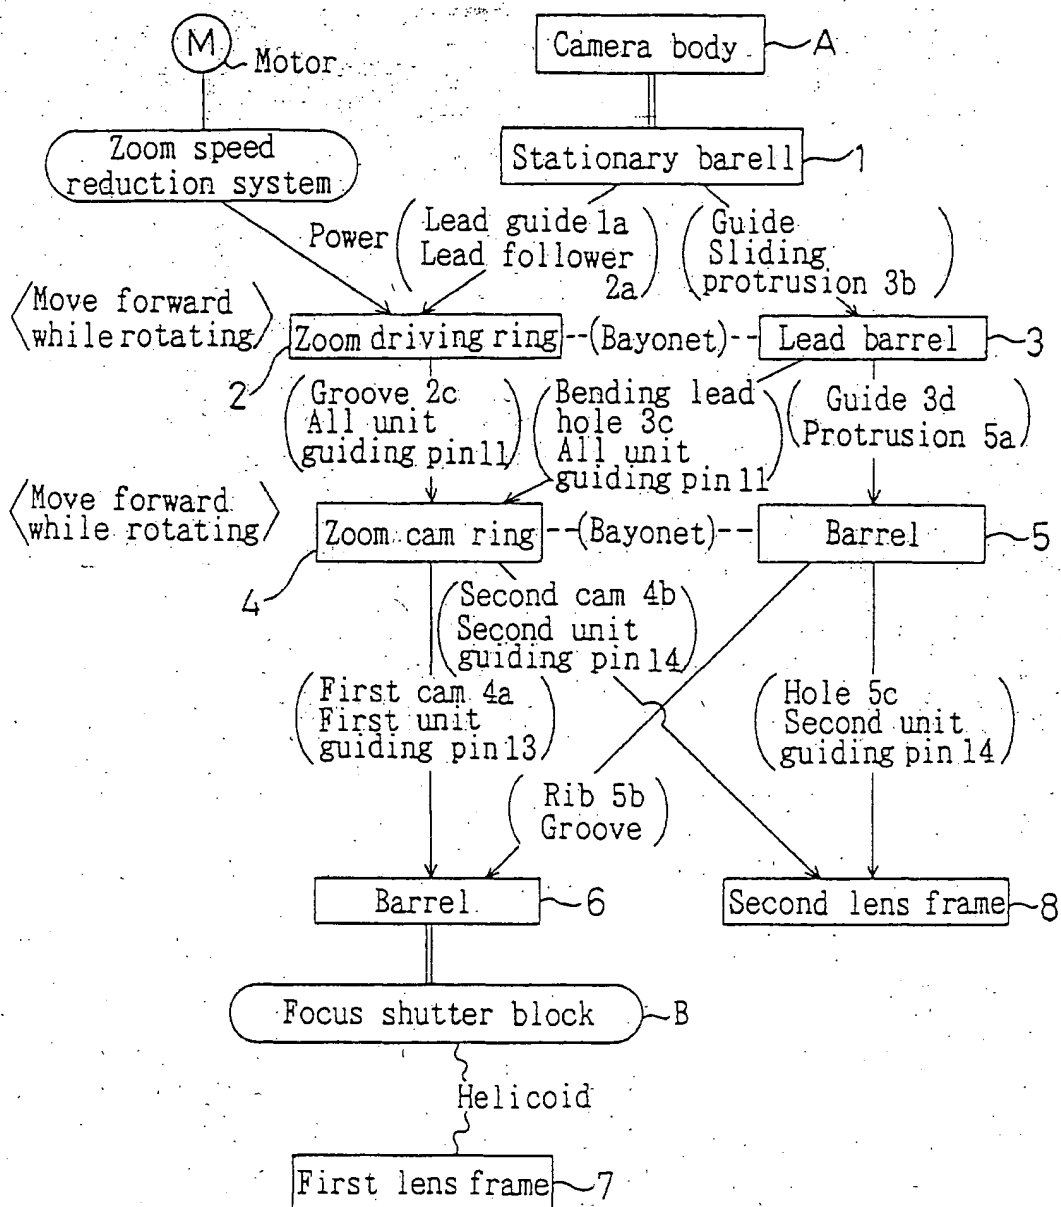 M
Motor
Camera body
A
Zoom speed
reduction system
Stationary barell
1
Power
Lead guide 1a
Lead follower
2a
Guide
Sliding
protrusion 3b
Move forward
while rotating
Zoom driving ring
(Bayonet)
Lead barrel
3
2
Groove 2c
All unit
guiding pin 11
Bending lead
hole 3c
All unit
guiding pin 11
Guide 3d
Protrusion 5a
Move forward
while rotating
Zoom cam ring
(Bayonet)
Barrel
5
4
Second cam 4b
Second unit
guiding pin 14
First cam 4a
First unit
guiding pin 13
Hole 5c
Second unit
guiding pin 14
Rib 5b
Groove
Barrel
6
Second lens frame
8
Focus shutter block
B
Helicoid
First lens frame
7